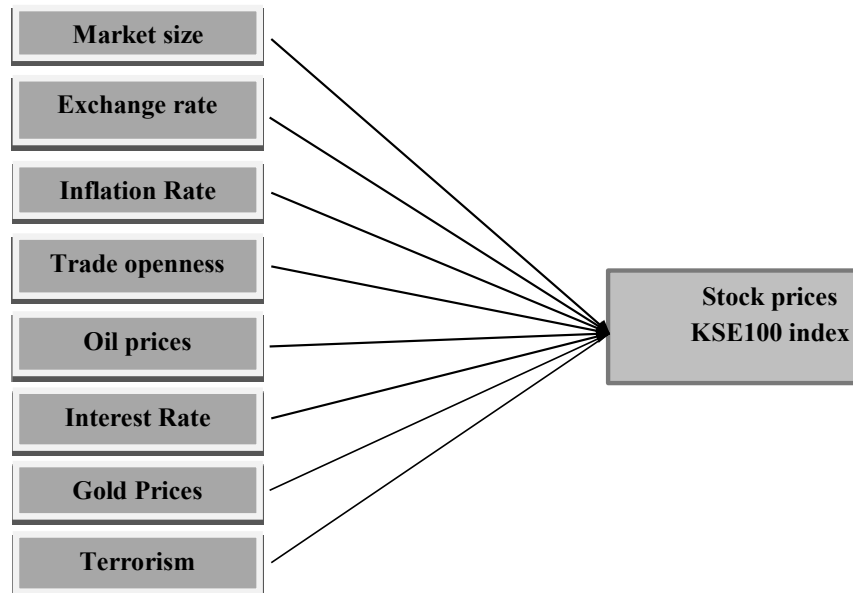 Market size
Exchange rate
Inflation Rate
Trade openness
Oil prices
Interest Rate
Gold Prices
Terrorism
Stock prices
KSE100 index